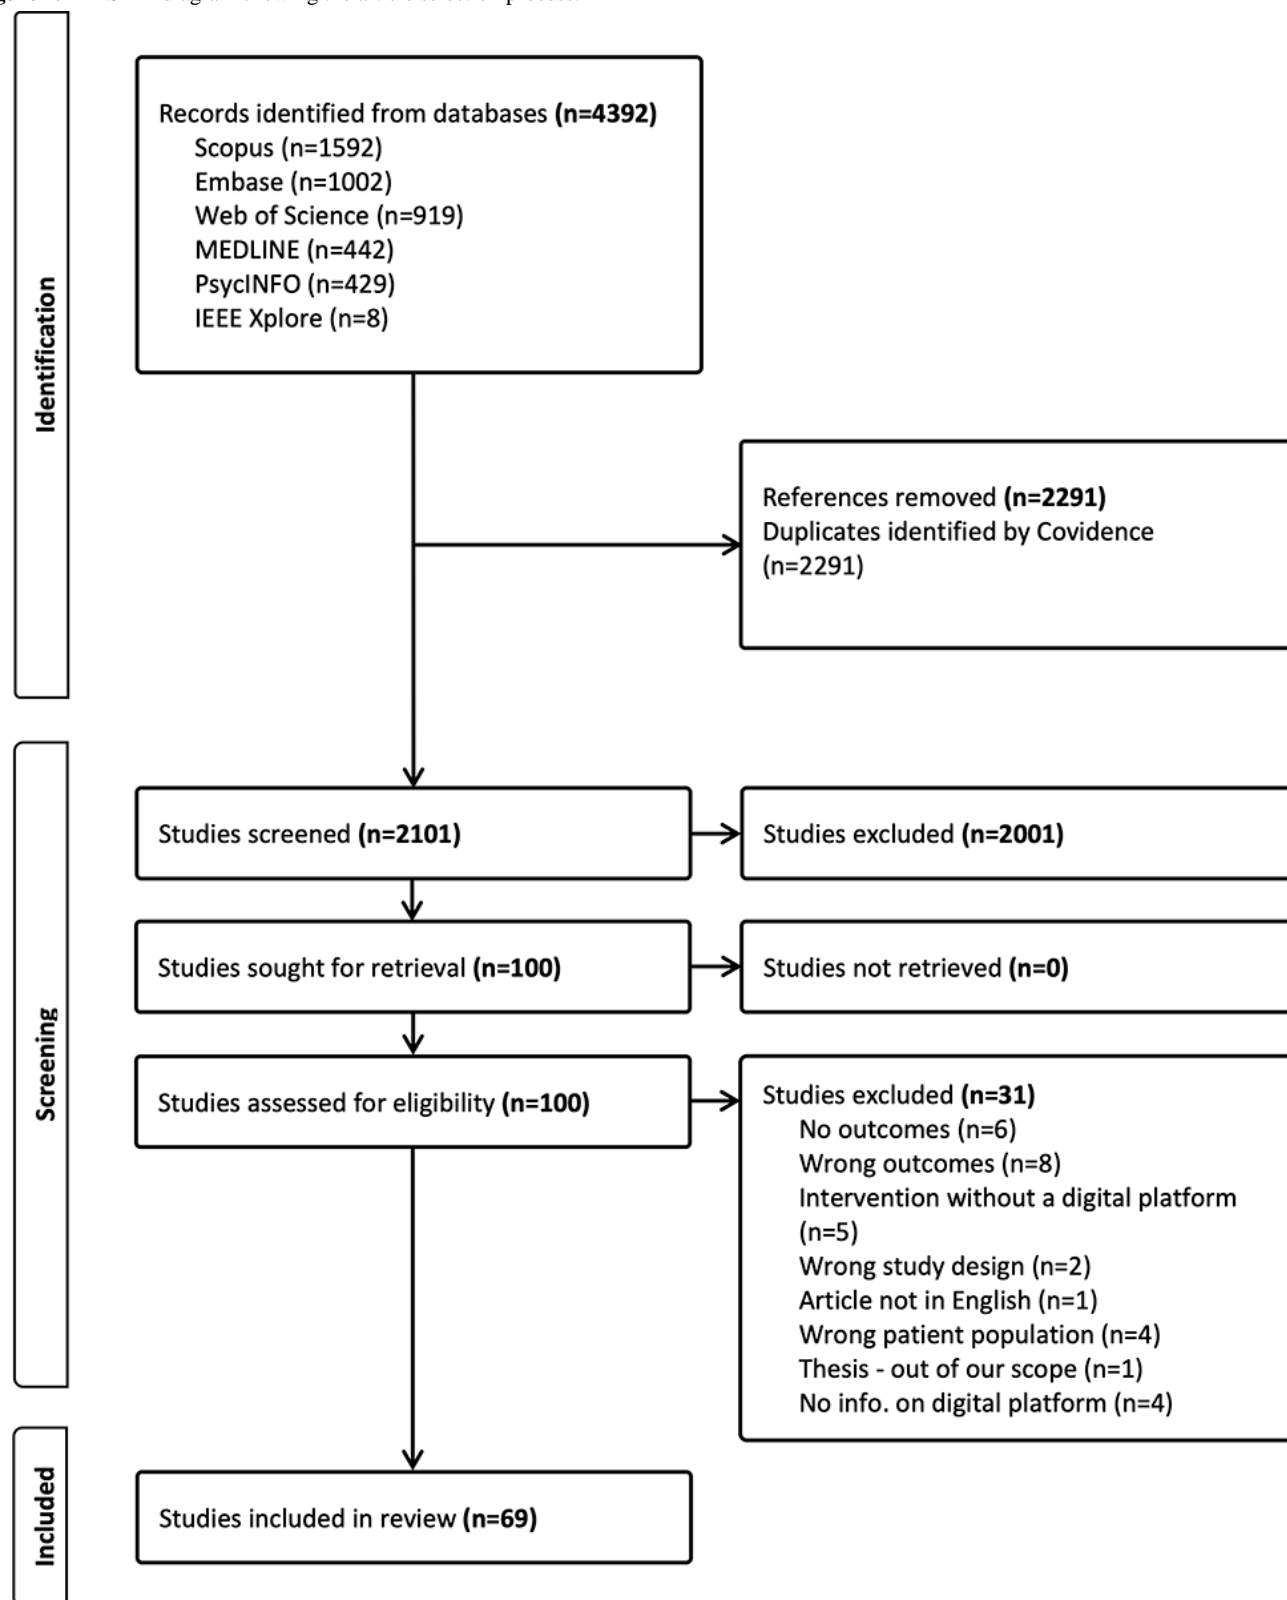 Identification
Records identified from databases (n=4392)
Scopus (n=1592)
Embase (n=1002)
Web of Science (n=919)
MEDLINE (n=442)
PsycINFO (n=429)
IEEE Xplore (n=8)
References removed (n=2291)
Duplicates identified by Covidence
(n=2291)
Screening
Studies screened (n=2101)
Studies excluded (n=2001)
Studies sought for retrieval (n=100)
Studies not retrieved (n=0)
Studies assessed for eligibility (n=100)
Studies excluded (n=31)
No outcomes (n=6)
Wrong outcomes (n=8)
Intervention without a digital platform
(n=5)
Wrong study design (n=2)
Article not in English (n=1)
Wrong patient population (n=4)
Thesis - out of our scope (n=1)
No info. on digital platform (n=4)
Included
Studies included in review (n=69)